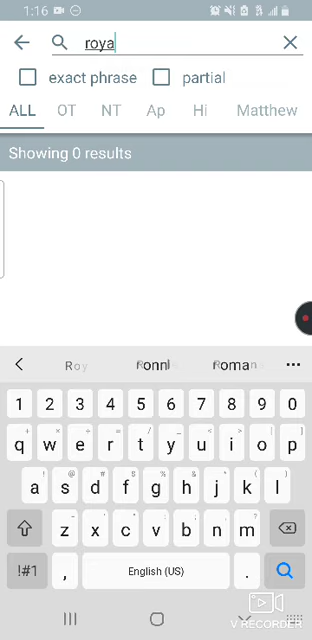 1:16
roya
exact phrase partial
ALL OT NT Ap Hi Matthew
Showing 0 results
Roy ronnl roman
1 2 3 4 5 6 7 8 9 0
q w e r t y u i o p
a s d f g h j k l
z x c v b n m
!#1 , English (US) .
V RECORDER